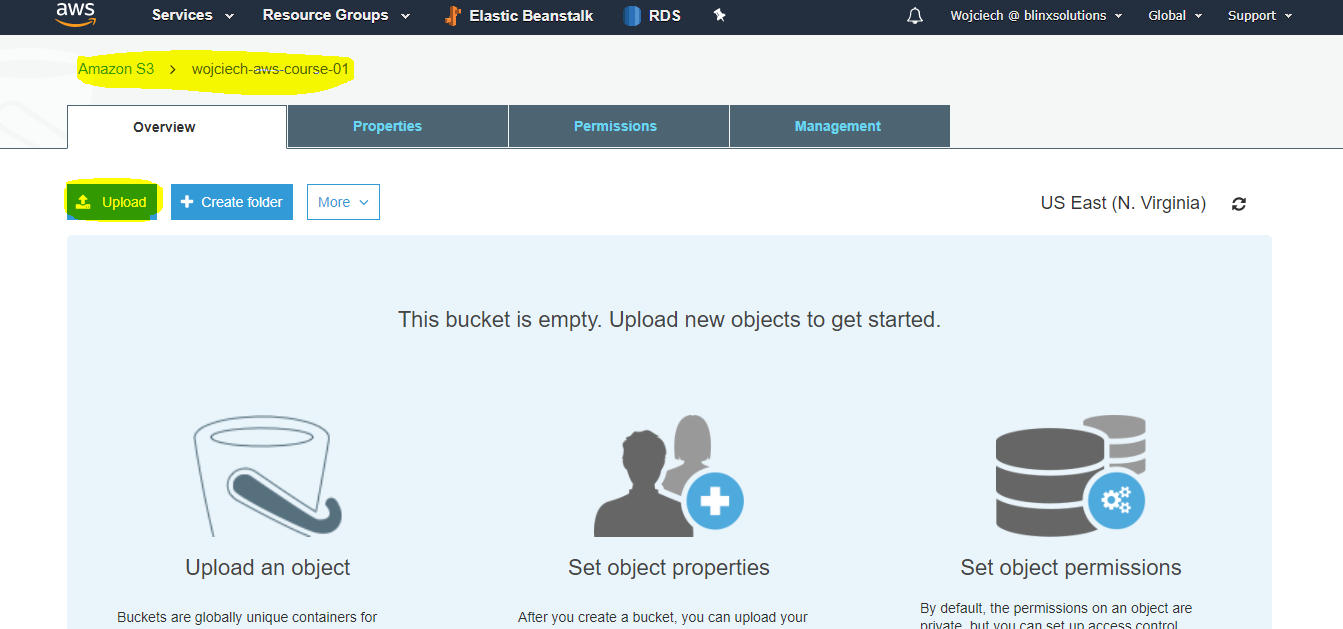 aws Services Resource Groups Elastic Beanstalk RDS Wojciech @ blinxsolutions Global Support
Amazon S3 > wojciech-aws-course-01
Overview Properties Permissions Management
Upload + Create folder More US East (N. Virginia)
This bucket is empty. Upload new objects to get started.
Upload an object Set object properties Set object permissions
Buckets are globally unique containers for After you create a bucket, you can upload your By default, the permissions on an object are
private, but you can set up access control